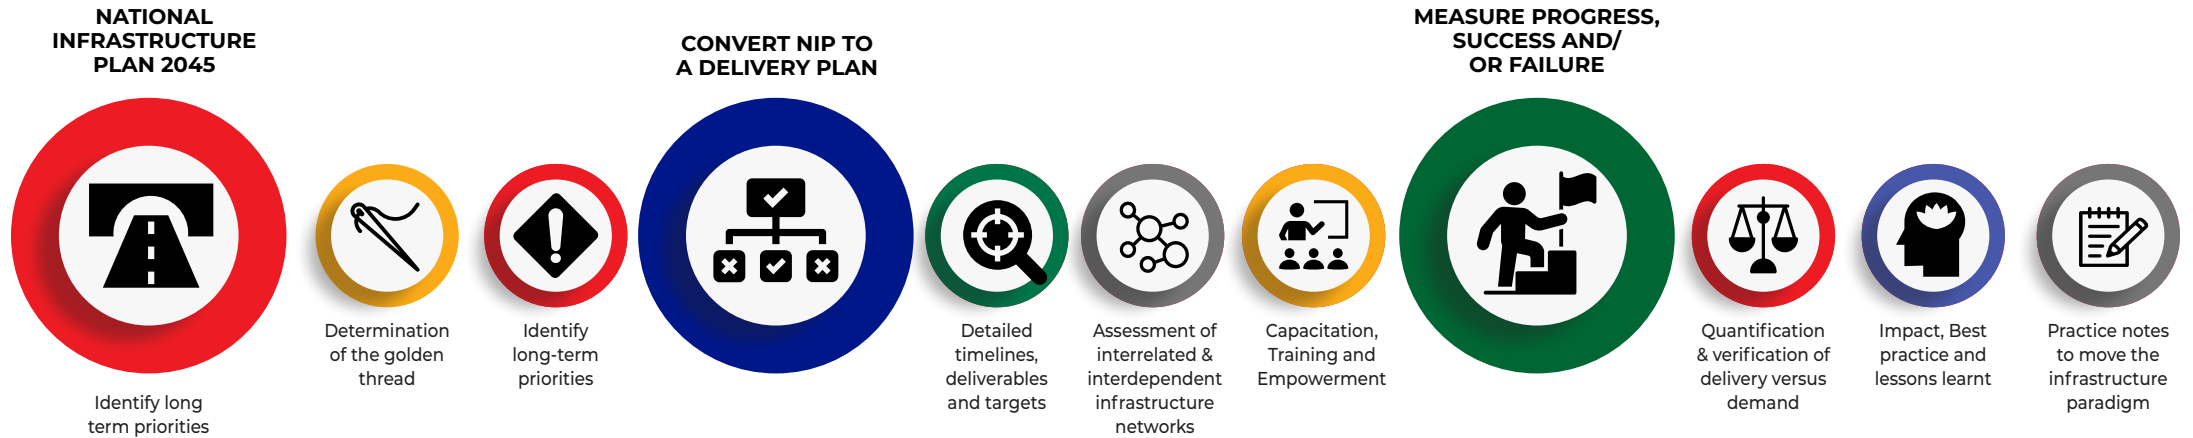 NATIONAL
INFRASTRUCTURE
PLAN 2045
Identify long
term priorities
Determination
of the golden
thread
Identify
long-term
priorities
CONVERT NIP TO
A DELIVERY PLAN
Detailed
timelines,
deliverables
and targets
Assessment of
interrelated &
interdependent
infrastructure
networks
Capacitation,
Training and
Empowerment
MEASURE PROGRESS,
SUCCESS AND/
OR FAILURE
Quantification
& verification of
delivery versus
demand
Impact, Best
practice and
lessons learnt
Practice notes
to move the
infrastructure
paradigm